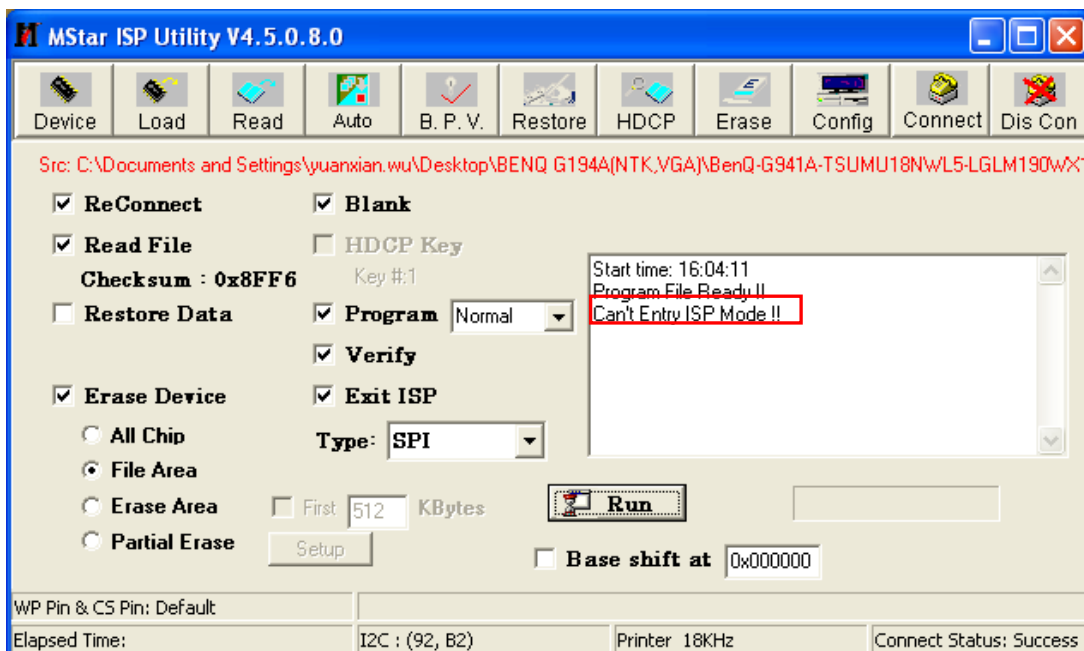 MStar ISP Utility V4.5.0.8.0
Device Load Read Auto B. P. V. Restore HDCP Erase Config Connect Dis Con
Src: C:\Documents and Settings\yuanxian.wu\Desktop\BENQ G194A(NTK,VGA)\BenQ-G941A-TSUMU18NWL5-LGLM190WX1
ReConnect Blank
Read File HDCP Key
Checksum : 0x8FF6 Key #:1
Restore Data Program Normal
Verify
Erase Device Exit ISP
All Chip Type: SPI
File Area
Erase Area First 512 KBytes
Partial Erase Setup
Start time: 16:04:11
Program File Ready !!
Can't Entry ISP Mode !!
Run
Base shift at 0x000000
WP Pin & CS Pin: Default
Elapsed Time: I2C : (92, B2) Printer 18KHz Connect Status: Success